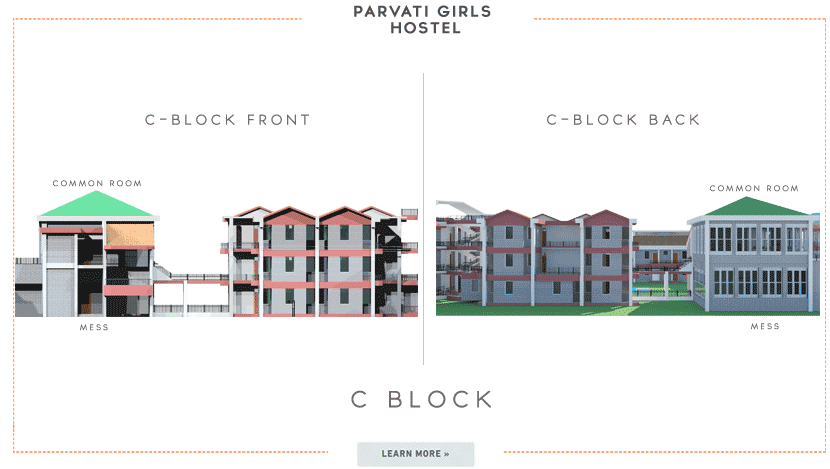 PARVATI GIRLS
HOSTEL
C-BLOCK FRONT
COMMON ROOM
MESS
C-BLOCK BACK
COMMON ROOM
MESS
C BLOCK
LEARN MORE »